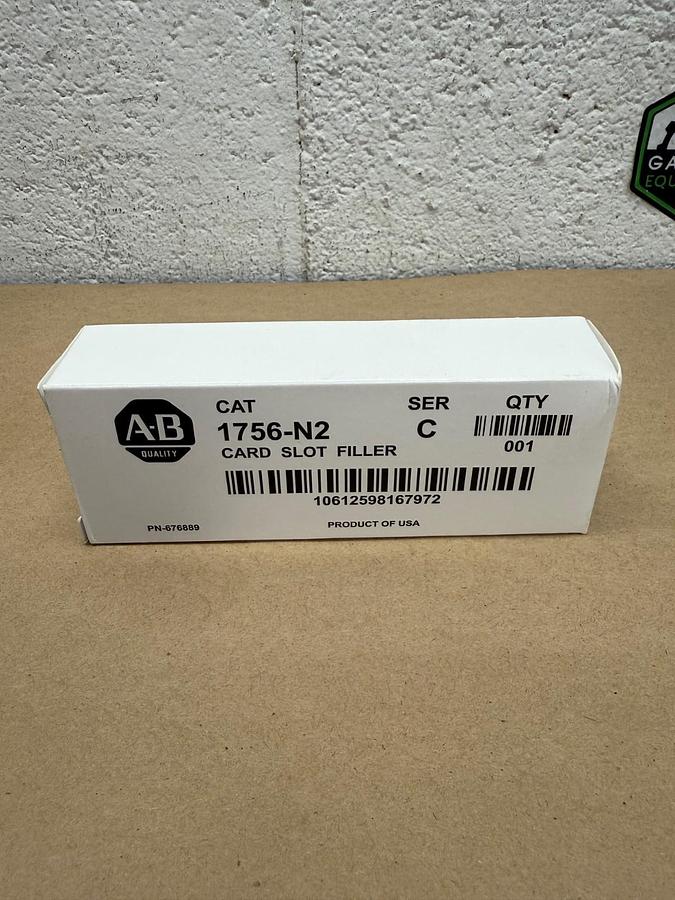 CAT
1756-N2
CARD SLOT FILLER
SER
C
QTY
001
A·B
QUALITY
10612598167972
PN-676889
PRODUCT OF USA